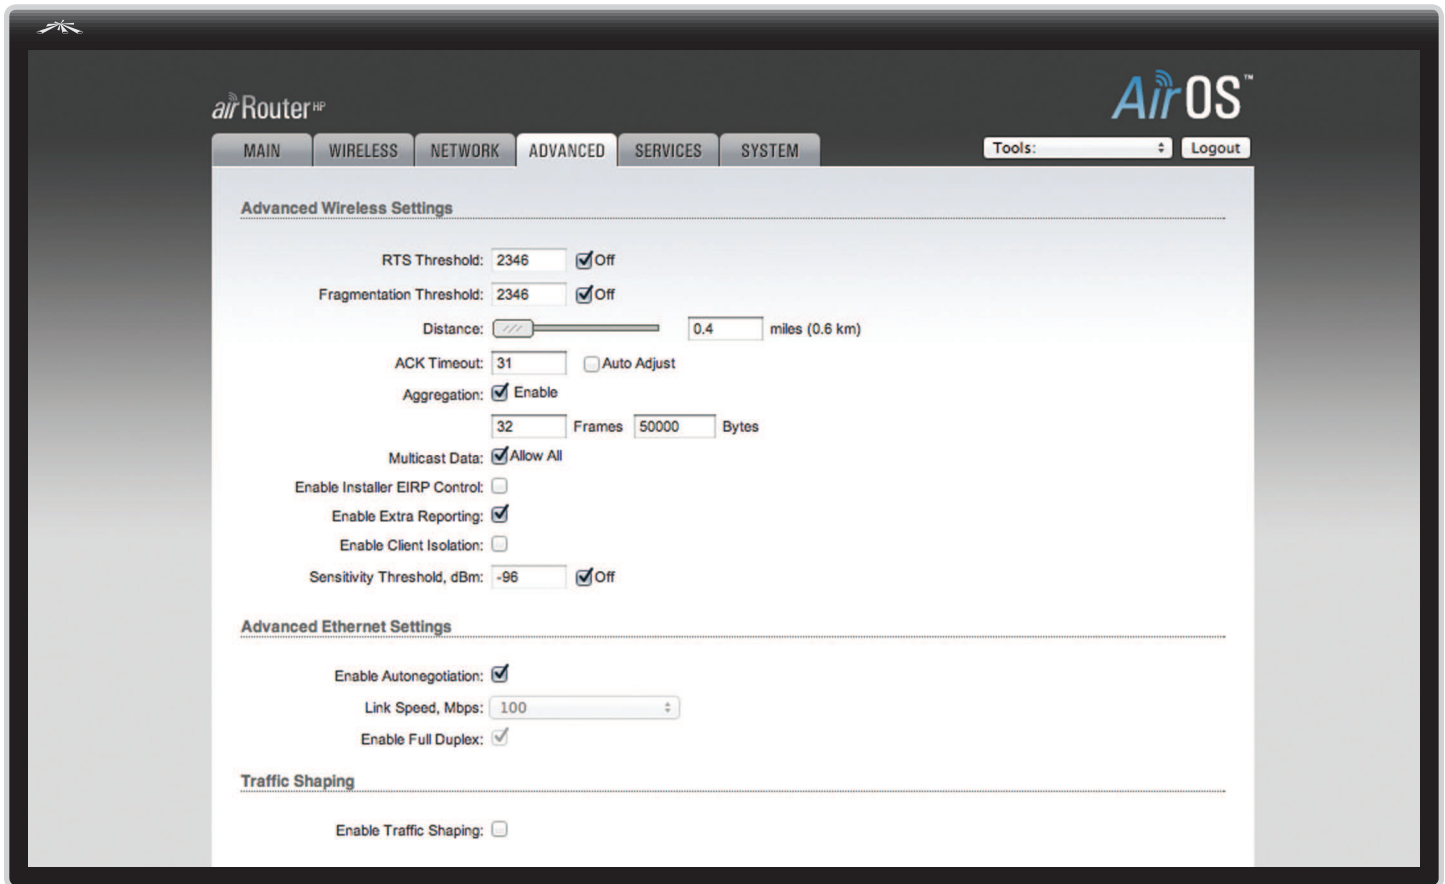 airRouter HP
AirOS™
MAIN WIRELESS NETWORK ADVANCED SERVICES SYSTEM Tools: Logout
Advanced Wireless Settings
RTS Threshold: 2346 Off
Fragmentation Threshold: 2346 Off
Distance: 0.4 miles (0.6 km)
ACK Timeout: 31 Auto Adjust
Aggregation: Enable
32 Frames 50000 Bytes
Multicast Data: Allow All
Enable Installer EIRP Control:
Enable Extra Reporting:
Enable Client Isolation:
Sensitivity Threshold, dBm: -96 Off
Advanced Ethernet Settings
Enable Autonegotiation:
Link Speed, Mbps: 100
Enable Full Duplex:
Traffic Shaping
Enable Traffic Shaping: